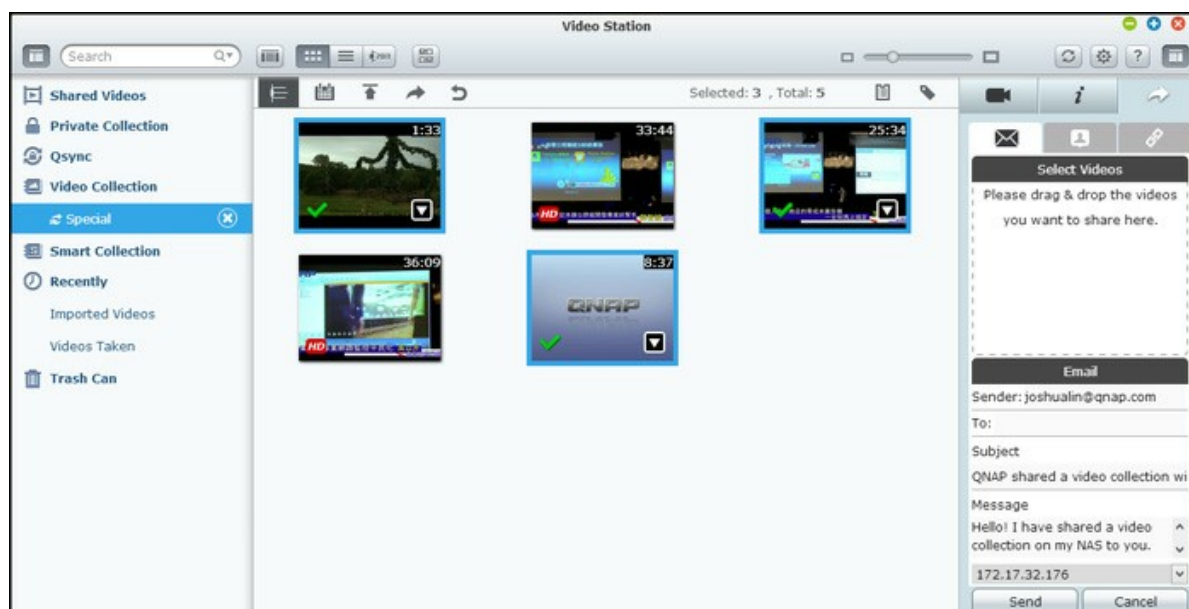 Video Station
Search
Shared Videos
Private Collection
Qsync
Video Collection
Special
Smart Collection
Recently
Imported Videos
Videos Taken
Trash Can
Selected: 3 , Total: 5
1:33
33:44
HD
25:34
36:09
HD
8:37
QNAP
Select Videos
Please drag & drop the videos
you want to share here.
Email
Sender: joshualin@qnap.com
To:
Subject
QNAP shared a video collection wi
Message
Hello! I have shared a video
collection on my NAS to you.
172.17.32.176
Send
Cancel